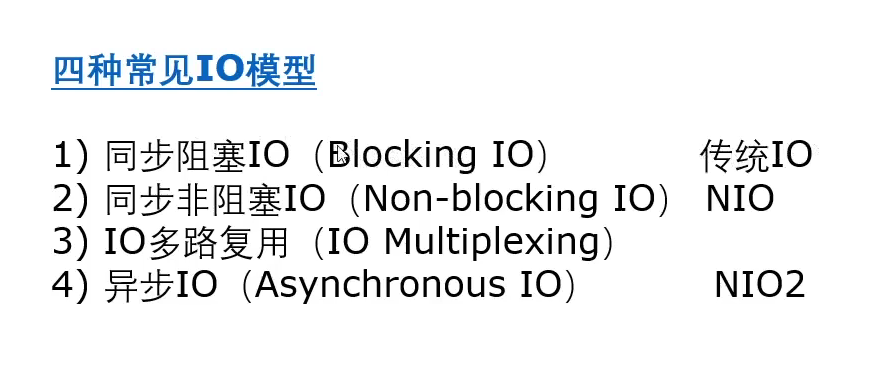 四种常见IO模型
1) 同步阻塞IO（Blocking IO） 传统IO
2) 同步非阻塞IO（Non-blocking IO） NIO
3) IO多路复用（IO Multiplexing）
4) 异步IO（Asynchronous IO） NIO2